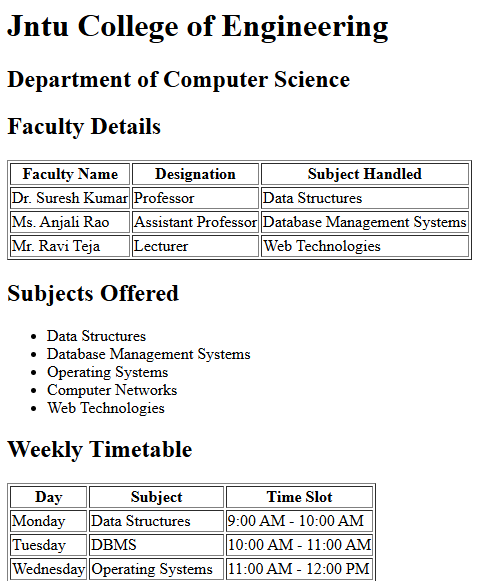 Jntu College of Engineering
Department of Computer Science
Faculty Details
Faculty Name Designation Subject Handled
Dr. Suresh Kumar Professor Data Structures
Ms. Anjali Rao Assistant Professor Database Management Systems
Mr. Ravi Teja Lecturer Web Technologies
Subjects Offered
• Data Structures
• Database Management Systems
• Operating Systems
• Computer Networks
• Web Technologies
Weekly Timetable
Day Subject Time Slot
Monday Data Structures 9:00 AM - 10:00 AM
Tuesday DBMS 10:00 AM - 11:00 AM
Wednesday Operating Systems 11:00 AM - 12:00 PM